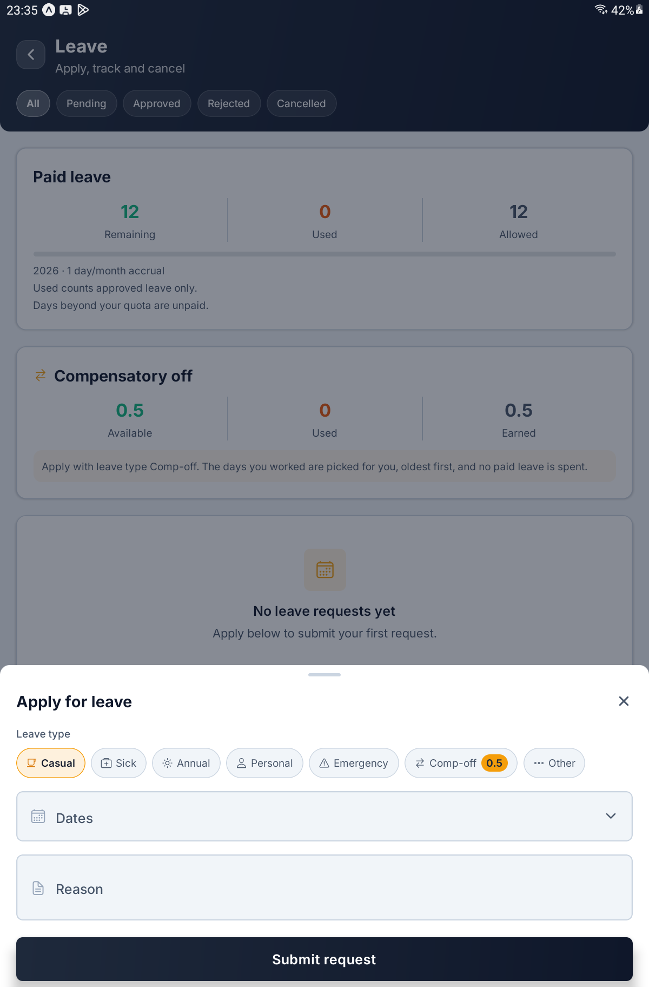 23:35
42%
Leave
Apply, track and cancel
All Pending Approved Rejected Cancelled
Paid leave
12 0 12
Remaining Used Allowed
2026 · 1 day/month accrual
Used counts approved leave only.
Days beyond your quota are unpaid.
Compensatory off
0.5 0 0.5
Available Used Earned
Apply with leave type Comp-off. The days you worked are picked for you, oldest first, and no paid leave is spent.
No leave requests yet
Apply below to submit your first request.
Apply for leave
Leave type
Casual Sick Annual Personal Emergency Comp-off 0.5 Other
Dates
Reason
Submit request